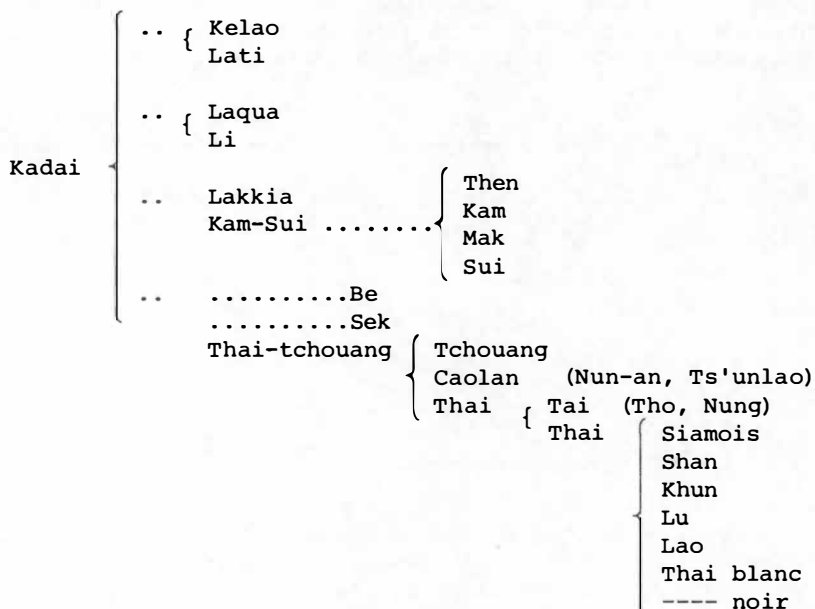 .. { Kelao
Lati
.. { Laqua
Li
Kadai
.. Lakkia
Kam-Sui ........
Then
Kam
Mak
Sui
.. ..........Be
..........Sek
Thai-tchouang
Tchouang
Caolan (Nun-an, Ts'unlao)
Thai { Tai (Tho, Nung)
Thai
Siamois
Shan
Khun
Lu
Lao
Thai blanc
---- noir